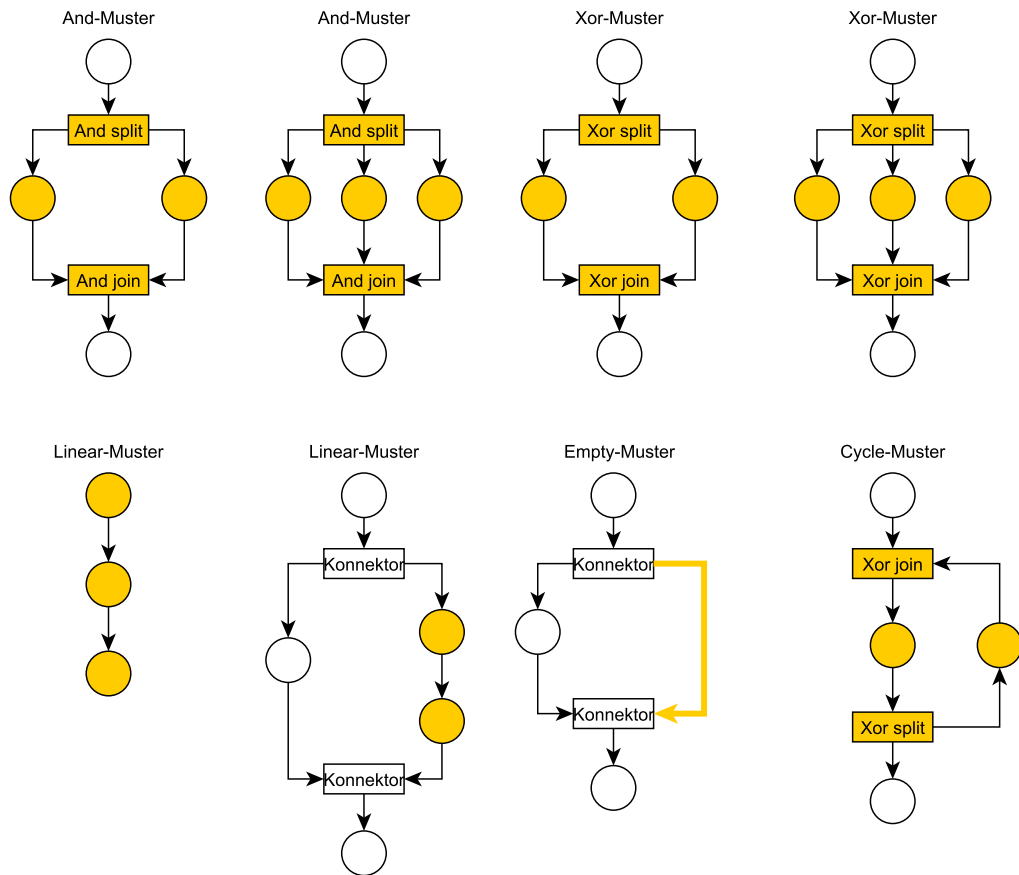 And-Muster
And-Muster
Xor-Muster
Xor-Muster
And split
And split
Xor split
Xor split
And join
And join
Xor join
Xor join
Linear-Muster
Linear-Muster
Empty-Muster
Cycle-Muster
Konnektor
Konnektor
Xor join
Konnektor
Xor split
Konnektor